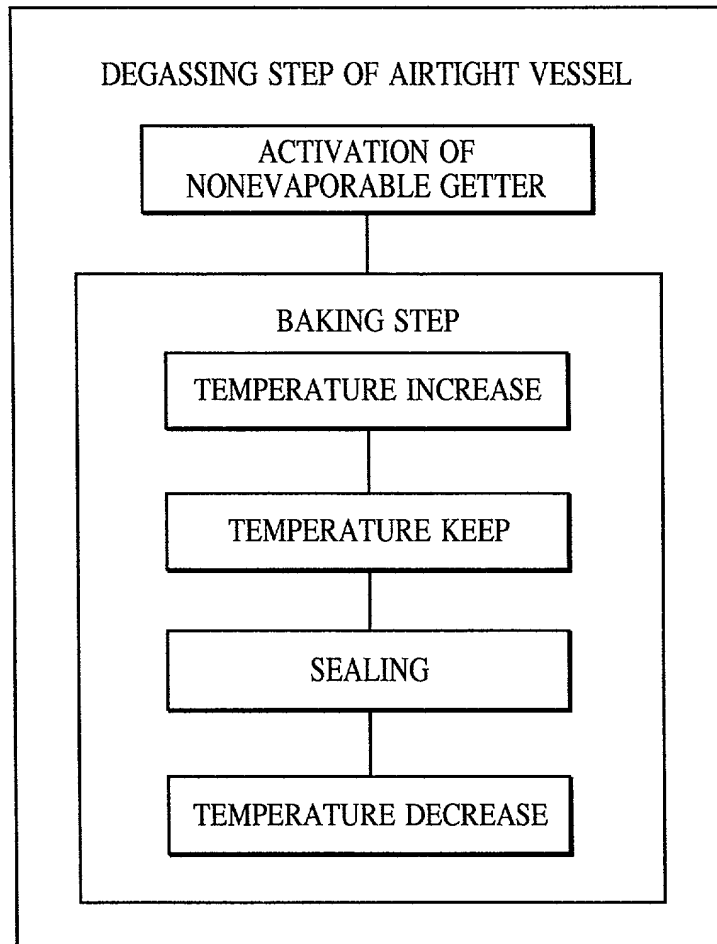 DEGASSING STEP OF AIRTIGHT VESSEL
ACTIVATION OF
NONEVAPORABLE GETTER
BAKING STEP
TEMPERATURE INCREASE
TEMPERATURE KEEP
SEALING
TEMPERATURE DECREASE